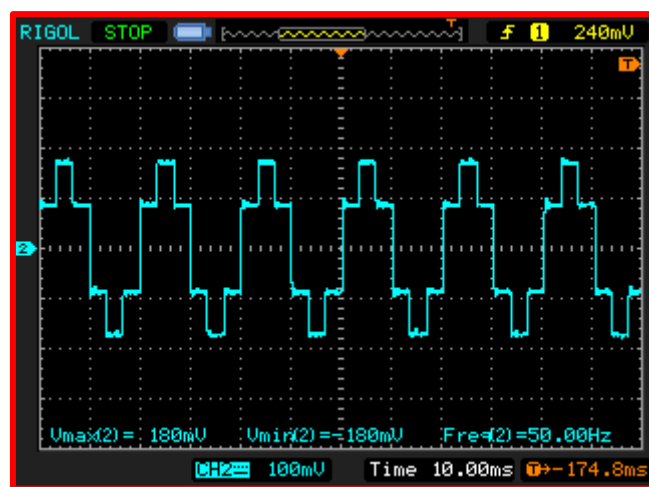 RIGOL STOP T f 1 240mV
T
2
Vmax(2)= 180mV Vmin(2)=-180mV Freq(2)=50.00Hz
CH2 100mV Time 10.00ms T→-174.8ms